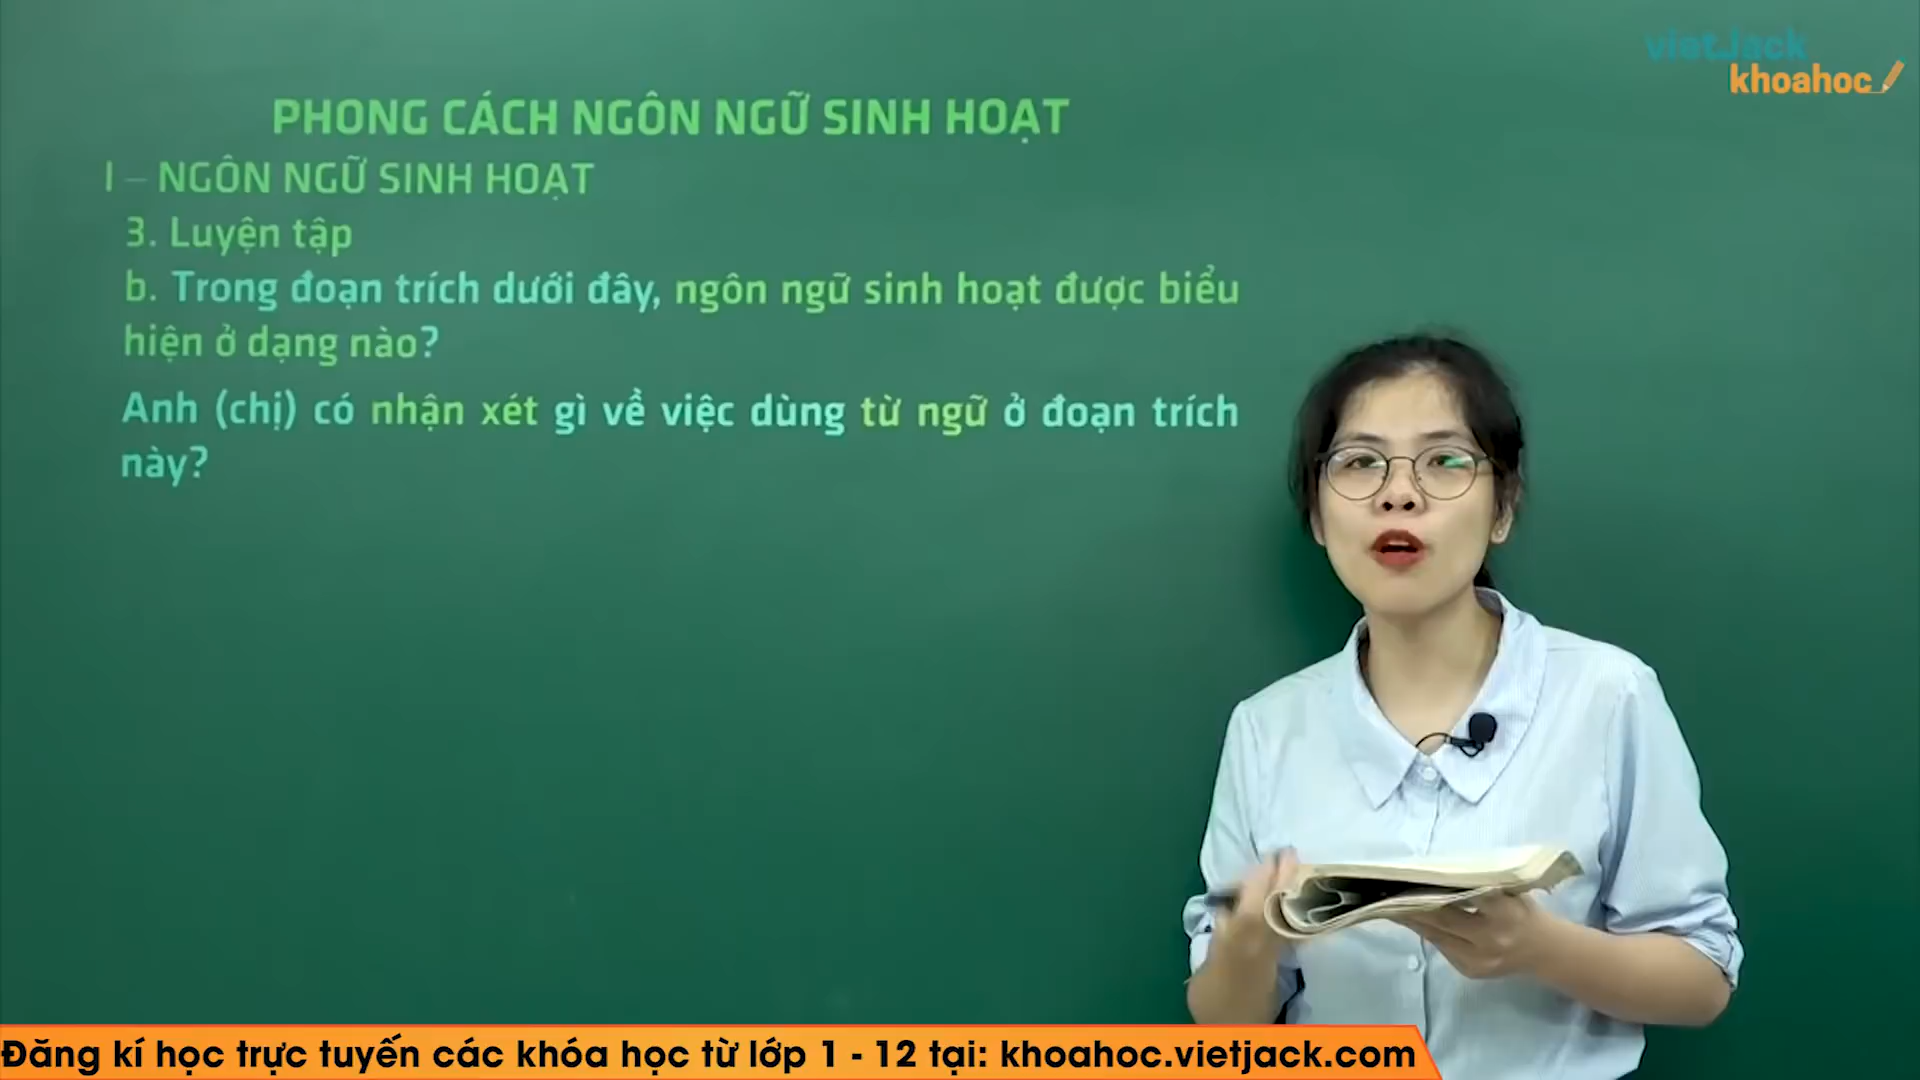 vietJack
khoahoc
PHONG CÁCH NGÔN NGỮ SINH HOẠT
I – NGÔN NGỮ SINH HOẠT
3. Luyện tập
b. Trong đoạn trích dưới đây, ngôn ngữ sinh hoạt được biểu
hiện ở dạng nào?
Anh (chị) có nhận xét gì về việc dùng từ ngữ ở đoạn trích
này?
Đăng kí học trực tuyến các khóa học từ lớp 1 - 12 tại: khoahoc.vietjack.com